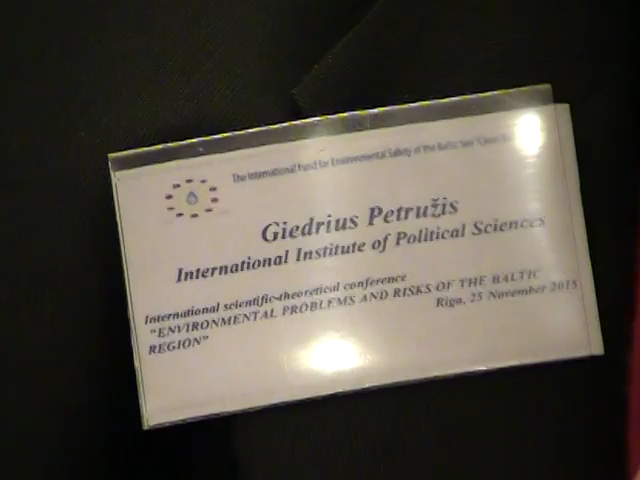 The International Fund for Environmental Safety of the Baltic Sea "Clean
Giedrius Petružis
International Institute of Political Sciences
International scientific-theoretical conference
"ENVIRONMENTAL PROBLEMS AND RISKS OF THE BALTIC
REGION"
Riga, 25 November 2015